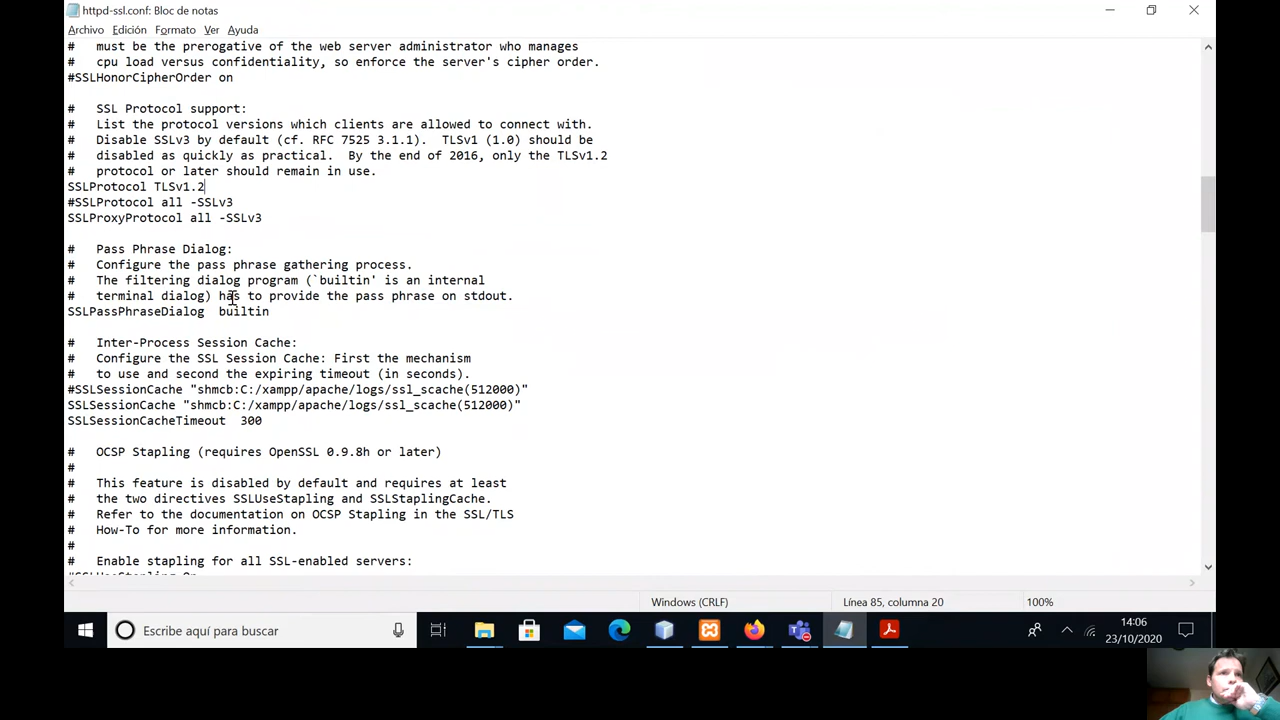 httpd-ssl.conf: Bloc de notas
Archivo Edición Formato Ver Ayuda
#   must be the prerogative of the web server administrator who manages
#   cpu load versus confidentiality, so enforce the server's cipher order.
#SSLHonorCipherOrder on
#   SSL Protocol support:
#   List the protocol versions which clients are allowed to connect with.
#   Disable SSLv3 by default (cf. RFC 7525 3.1.1).  TLSv1 (1.0) should be
#   disabled as quickly as practical.  By the end of 2016, only the TLSv1.2
#   protocol or later should remain in use.
SSLProtocol TLSv1.2
#SSLProtocol all -SSLv3
SSLProxyProtocol all -SSLv3
#   Pass Phrase Dialog:
#   Configure the pass phrase gathering process.
#   The filtering dialog program (`builtin' is an internal
#   terminal dialog) has to provide the pass phrase on stdout.
SSLPassPhraseDialog  builtin
#   Inter-Process Session Cache:
#   Configure the SSL Session Cache: First the mechanism
#   to use and second the expiring timeout (in seconds).
#SSLSessionCache "shmcb:C:/xampp/apache/logs/ssl_scache(512000)"
SSLSessionCache "shmcb:C:/xampp/apache/logs/ssl_scache(512000)"
SSLSessionCacheTimeout  300
#   OCSP Stapling (requires OpenSSL 0.9.8h or later)
#
#   This feature is disabled by default and requires at least
#   the two directives SSLUseStapling and SSLStaplingCache.
#   Refer to the documentation on OCSP Stapling in the SSL/TLS
#   How-To for more information.
#
#   Enable stapling for all SSL-enabled servers:
#SSLUseStapling On
Windows (CRLF) Línea 85, columna 20 100%
Escribe aquí para buscar
14:06
23/10/2020